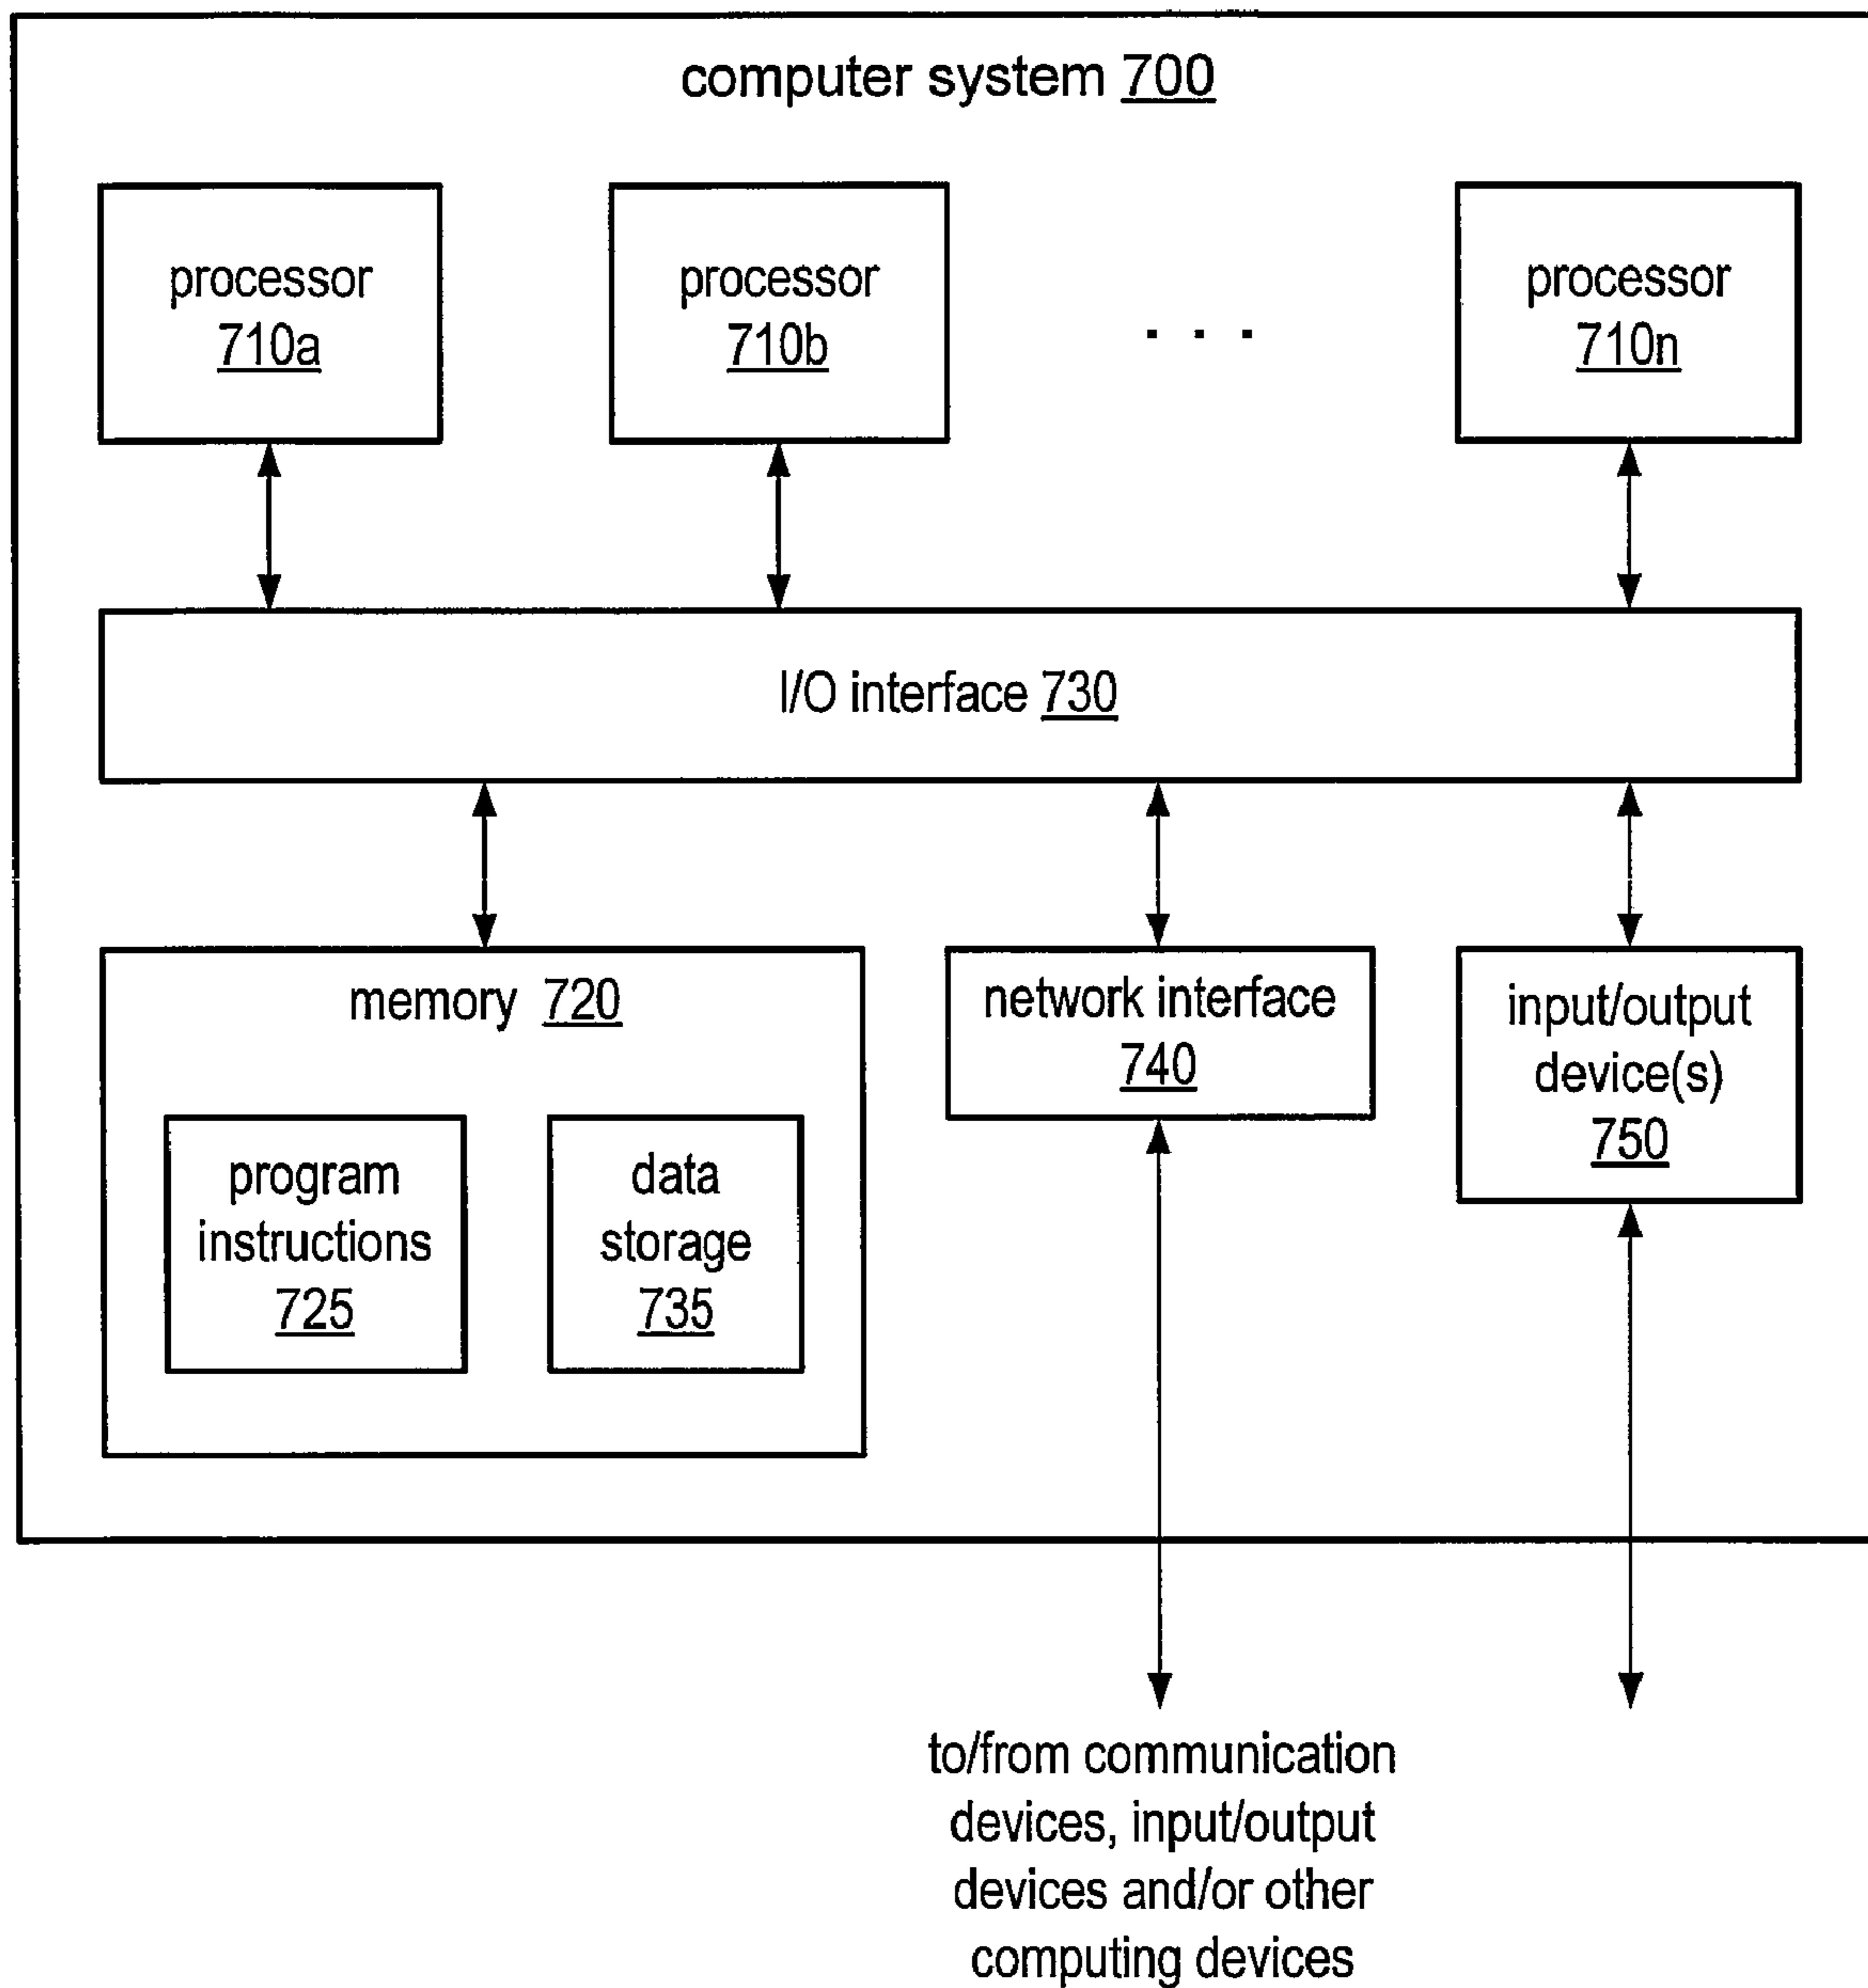 computer system 700
processor
710a
processor
710b
. . .
processor
710n
I/O interface 730
memory 720
program
instructions
725
data
storage
735
network interface
740
input/output
device(s)
750
to/from communication
devices, input/output
devices and/or other
computing devices